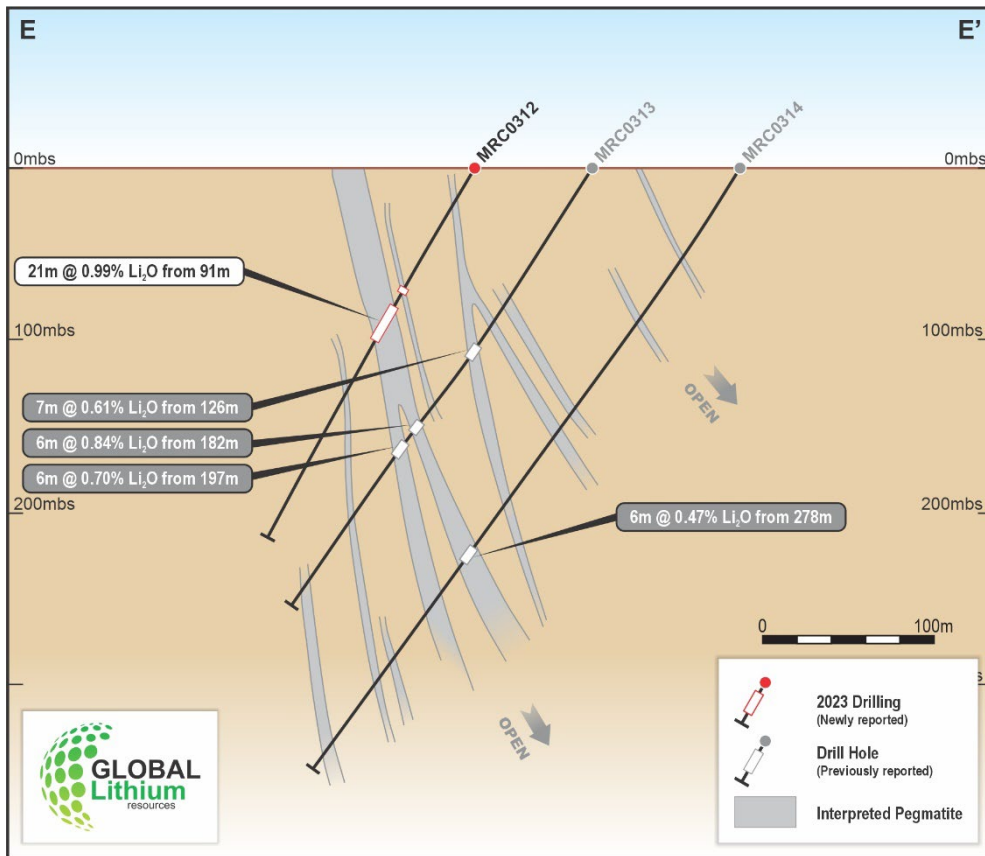 E
E'
MRC0312
MRC0313
MRC0314
0mbs
0mbs
21m @ 0.99% Li₂O from 91m
100mbs
100mbs
OPEN
7m @ 0.61% Li₂O from 126m
6m @ 0.84% Li₂O from 182m
6m @ 0.70% Li₂O from 197m
200mbs
200mbs
6m @ 0.47% Li₂O from 278m
0
100m
OPEN
2023 Drilling
(Newly reported)
Drill Hole
(Previously reported)
Interpreted Pegmatite
GLOBAL
Lithium
resources